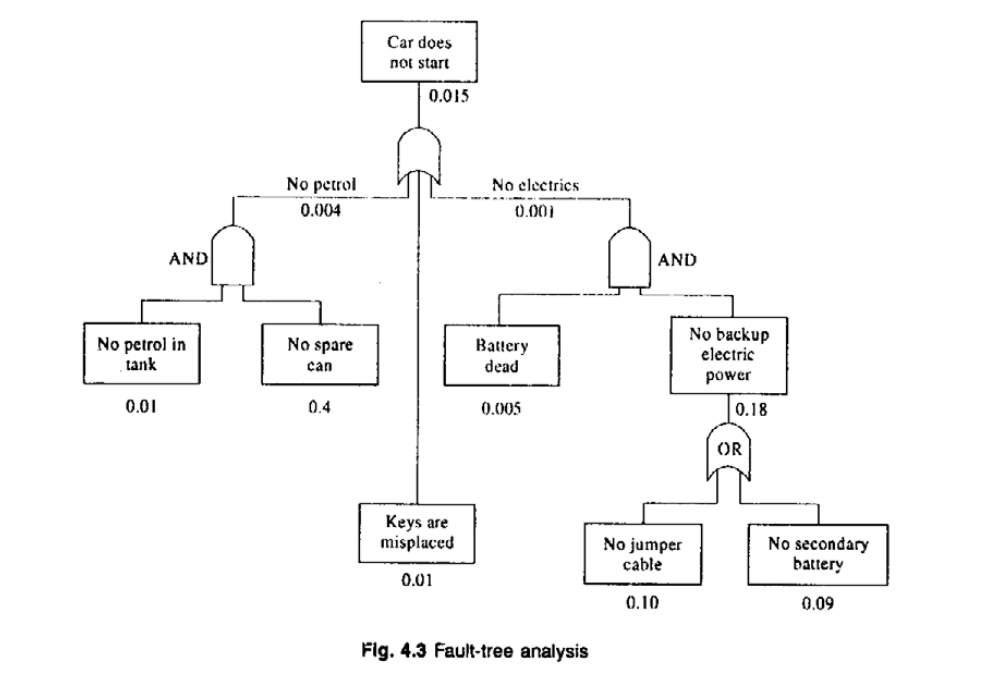 Car does
not start
0.015
No petrol
0.004
No electrics
0.001
AND
AND
No petrol in
tank
0.01
No spare
can
0.4
Battery
dead
0.005
No backup
electric
power
0.18
OR
Keys are
misplaced
0.01
No jumper
cable
0.10
No secondary
battery
0.09
Fig. 4.3 Fault-tree analysis